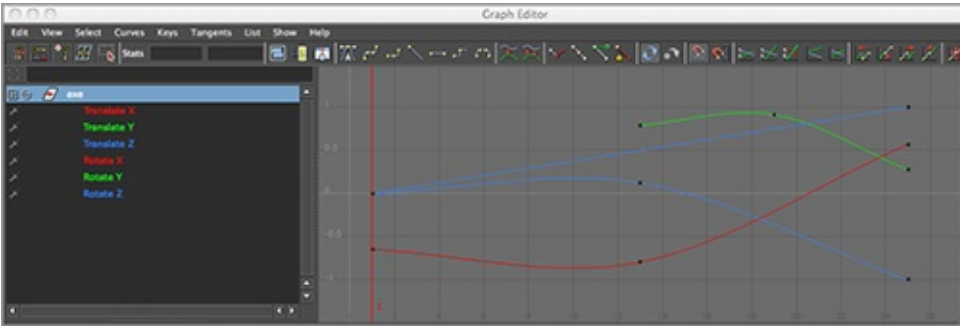 Graph Editor
Edit View Select Curves Keys Tangents List Show Help
Stats
axe
Translate X
Translate Y
Translate Z
Rotate X
Rotate Y
Rotate Z
1
0.5
0
-0.5
-1
1